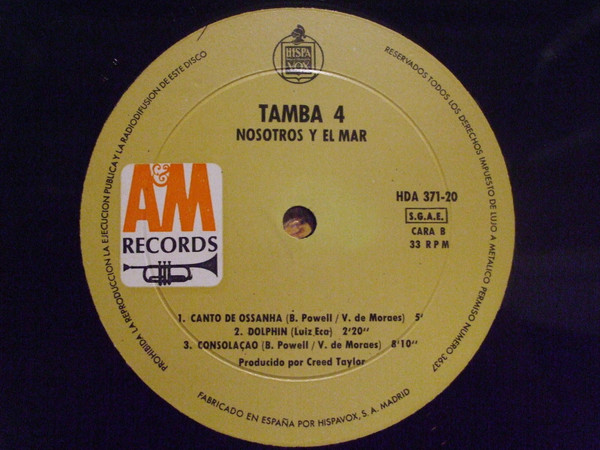 HISPA
VOX
TAMBA 4
NOSOTROS Y EL MAR
A&M
RECORDS
HDA 371-20
S.G.A.E.
CARA B
33 RPM
1. CANTO DE OSSANHA (B. Powell / V. de Moraes) 5'
2. DOLPHIN (Luiz Eca) 2'20"
3. CONSOLAÇAO (B. Powell / V. de Moraes) 8'10"
Producido por Creed Taylor
PROHIBIDA LA REPRODUCCION LA EJECUCION PUBLICA Y LA RADIODIFUSION DE ESTE DISCO
RESERVADOS TODOS LOS DERECHOS IMPUESTO DE LUJO A METALICO PERMISO NUMERO 3637
FABRICADO EN ESPAÑA POR HISPAVOX, S. A. MADRID